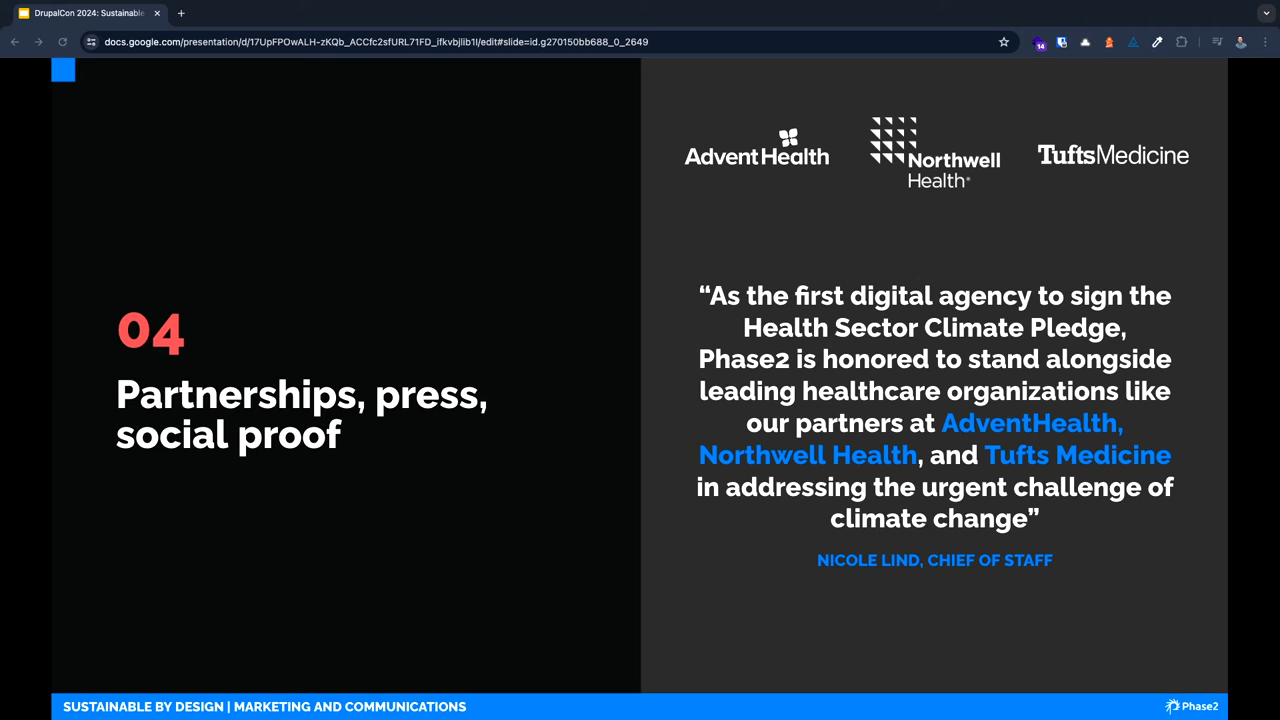 DrupalCon 2024: Sustainable
docs.google.com/presentation/d/17UpFPOwALH-zKQb_ACCfc2sfURL71FD_ifkvbjlib1I/edit#slide=id.g270150bb688_0_2649
14
04
Partnerships, press,
social proof
AdventHealth
Northwell
Health®
TuftsMedicine
“As the first digital agency to sign the
Health Sector Climate Pledge,
Phase2 is honored to stand alongside
leading healthcare organizations like
our partners at AdventHealth,
Northwell Health, and Tufts Medicine
in addressing the urgent challenge of
climate change”
NICOLE LIND, CHIEF OF STAFF
SUSTAINABLE BY DESIGN | MARKETING AND COMMUNICATIONS
Phase2